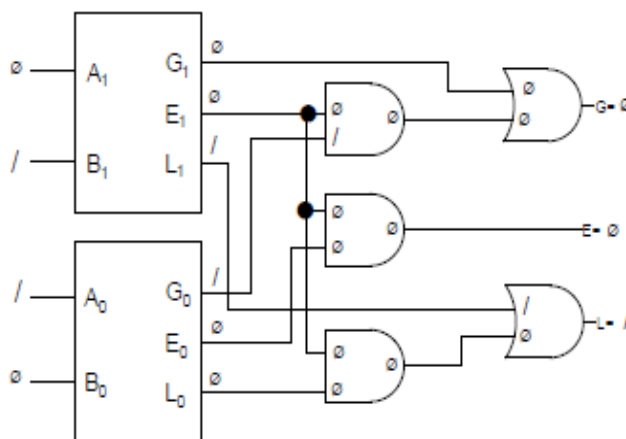 G₁ ø
ø A₁
E₁ ø ø ø ø
/ ø G= ø
/ B₁ L₁ /
ø ø E= ø
ø
/ A₀ G₀ /
/ L= /
E₀ ø ø ø
ø
ø B₀ L₀ ø ø